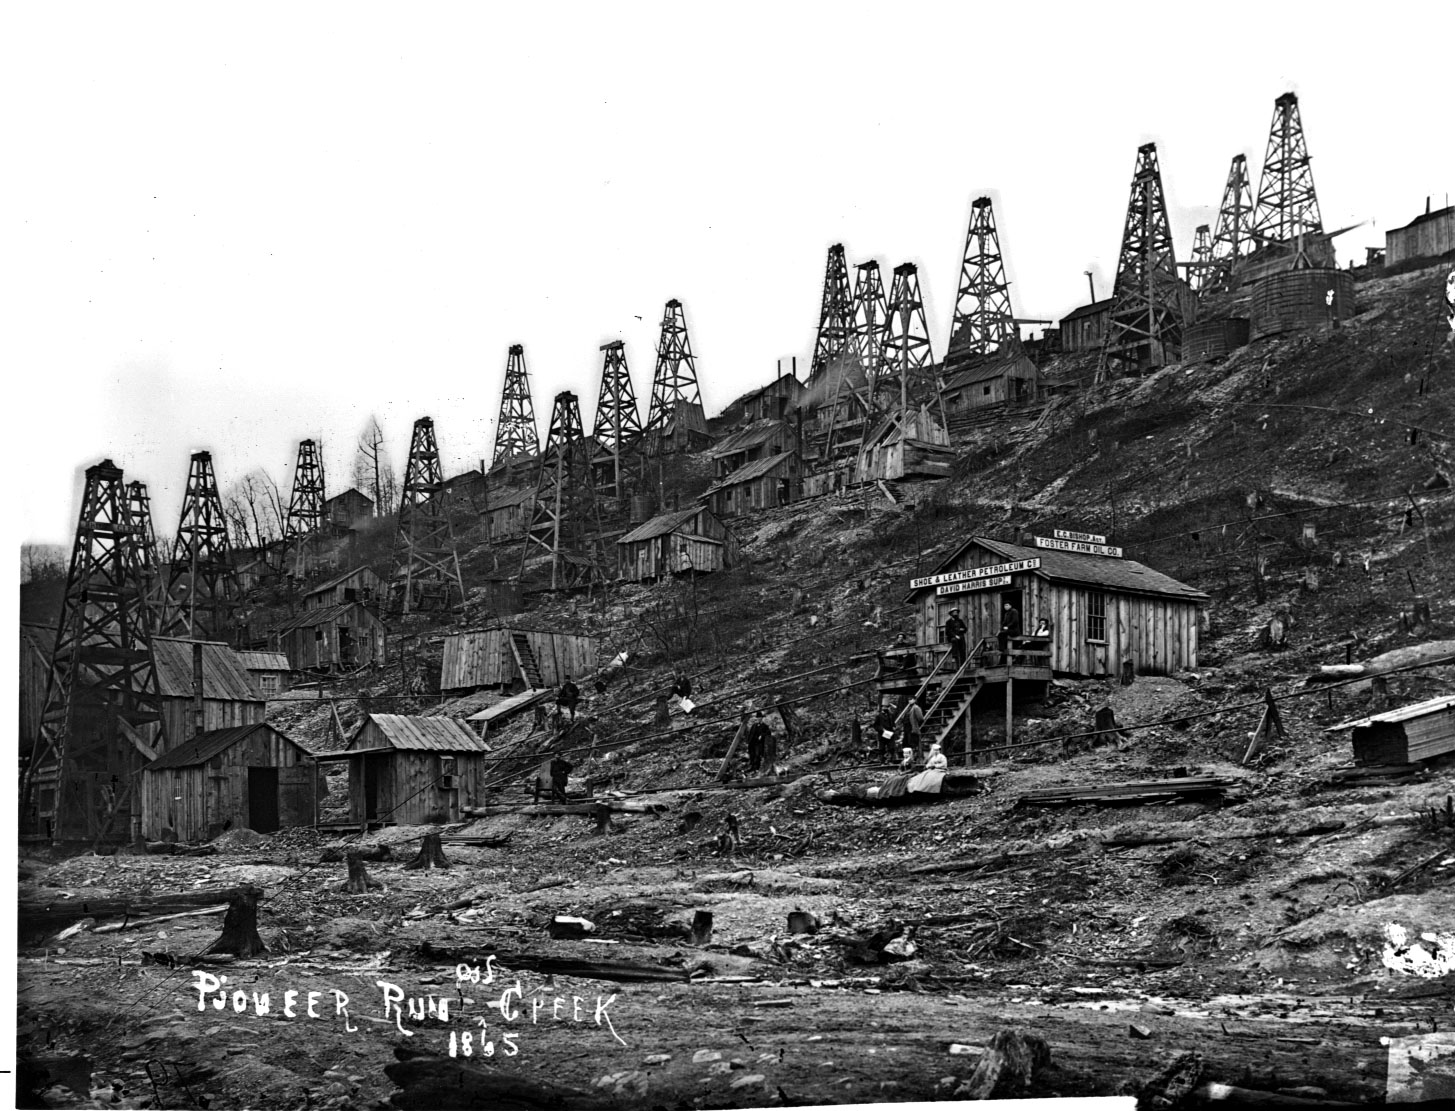 E.C. BISHOP AGT.
FOSTER FARM OIL CO.
SHOE & LEATHER PETROLEUM Co.
DAVID HARRIS SUPT.
OiL
PiONEER RUN CREEK
1865